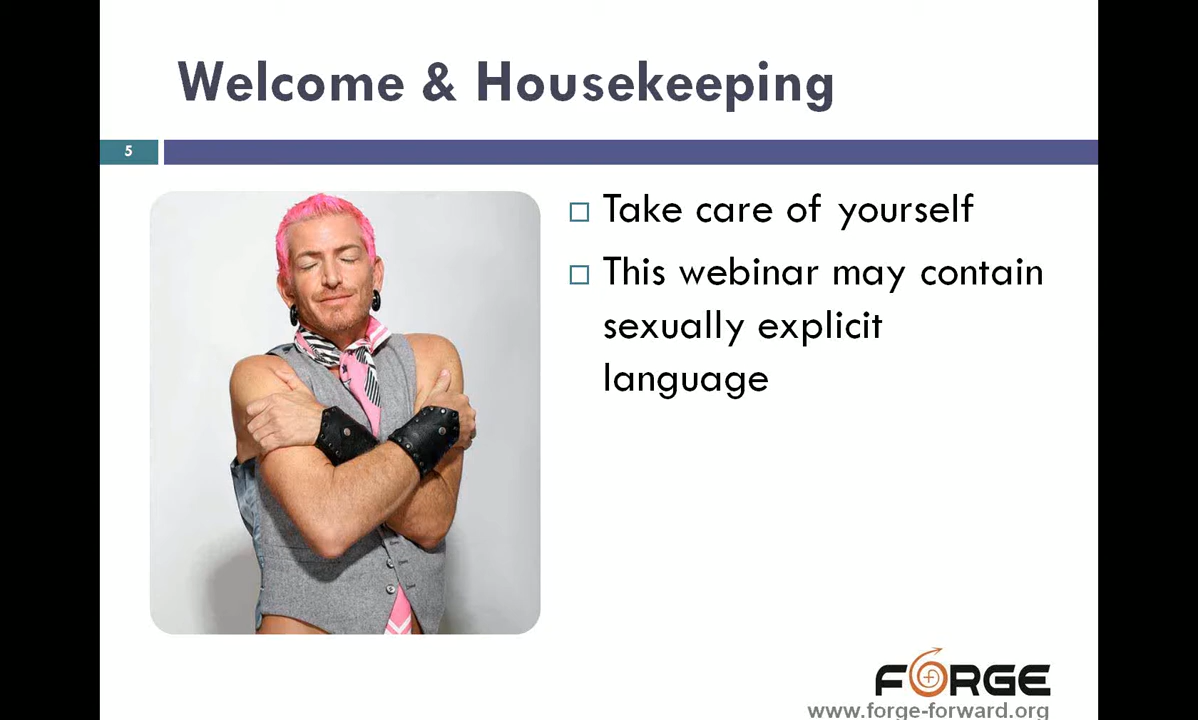 Welcome & Housekeeping
5
Take care of yourself
This webinar may contain
sexually explicit
language
FORGE
www.forge-forward.org